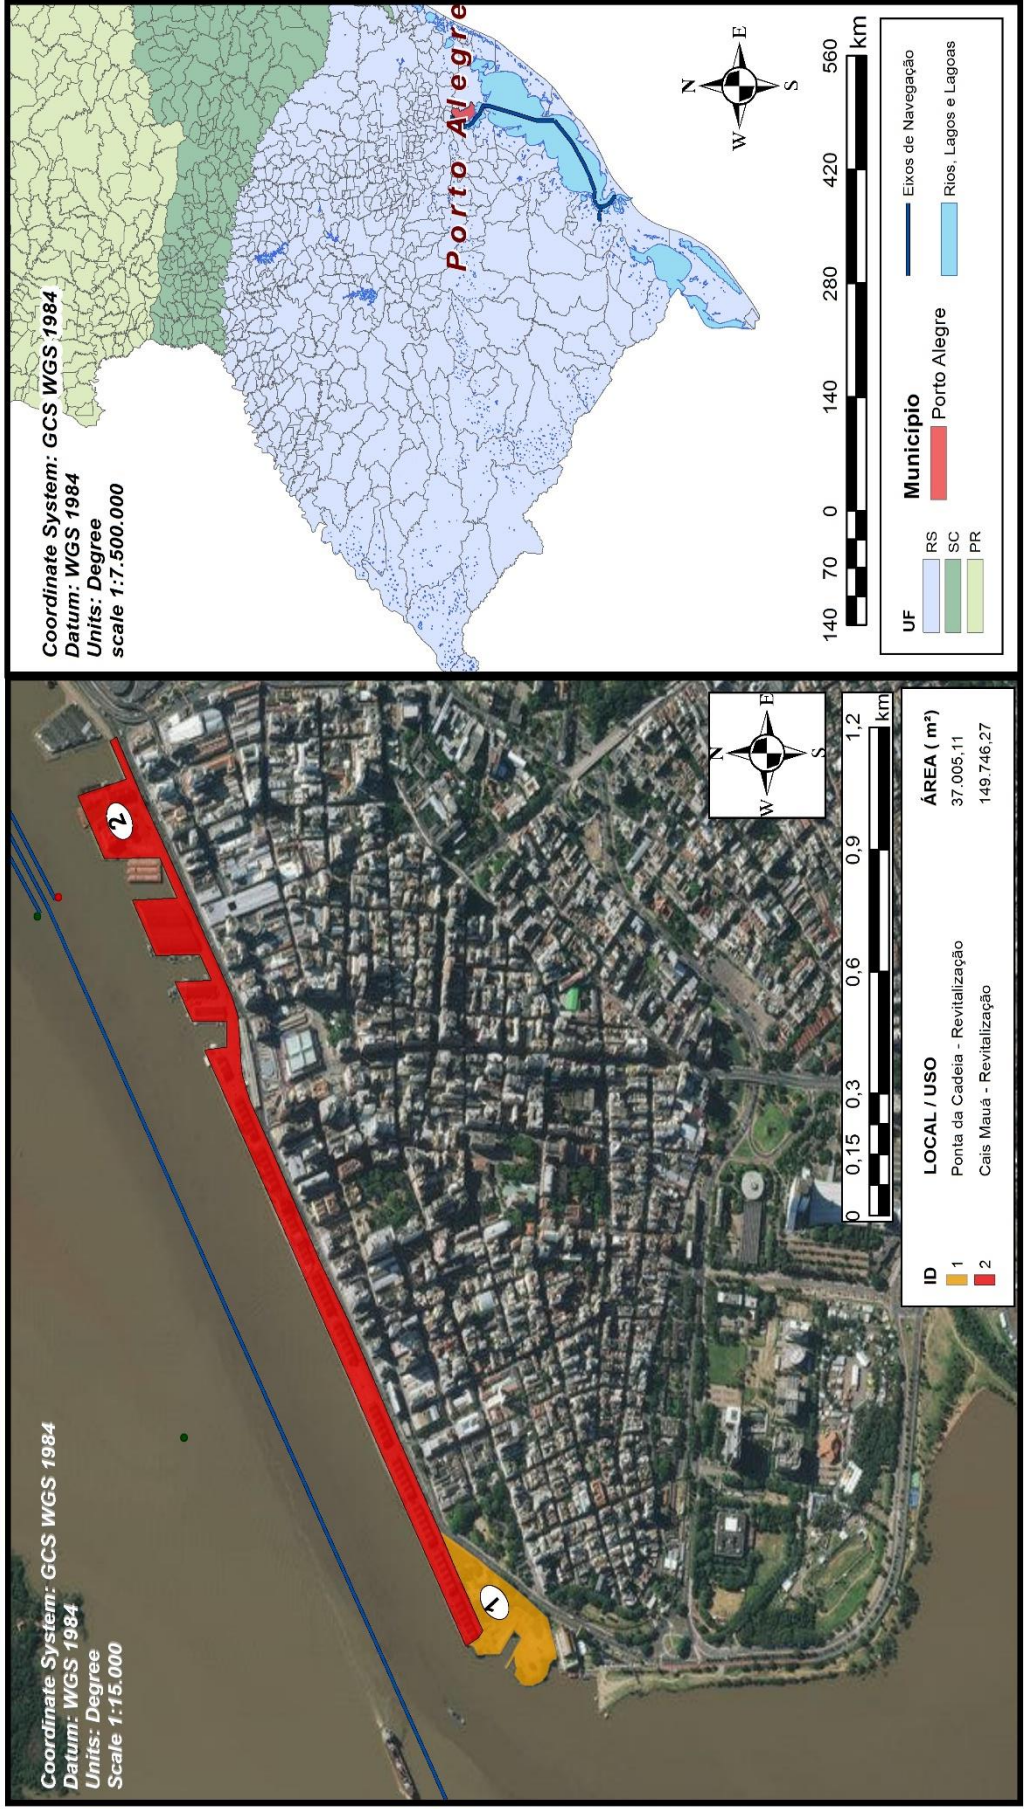 Coordinate System: GCS WGS 1984
Datum: WGS 1984
Units: Degree
Scale 1:15.000
1
2
N
W
E
S
0
0,15
0,3
0,6
0,9
1,2
km
ID
LOCAL / USO
ÁREA ( m²)
1
Ponta da Cadeia - Revitalização
37.005,11
2
Cais Mauá - Revitalização
149.746,27
Coordinate System: GCS WGS 1984
Datum: WGS 1984
Units: Degree
scale 1:7.500.000
Porto Alegre
N
W
E
S
140
70
0
140
280
420
560
km
UF
RS
SC
PR
Município
Porto Alegre
Eixos de Navegação
Rios, Lagos e Lagoas